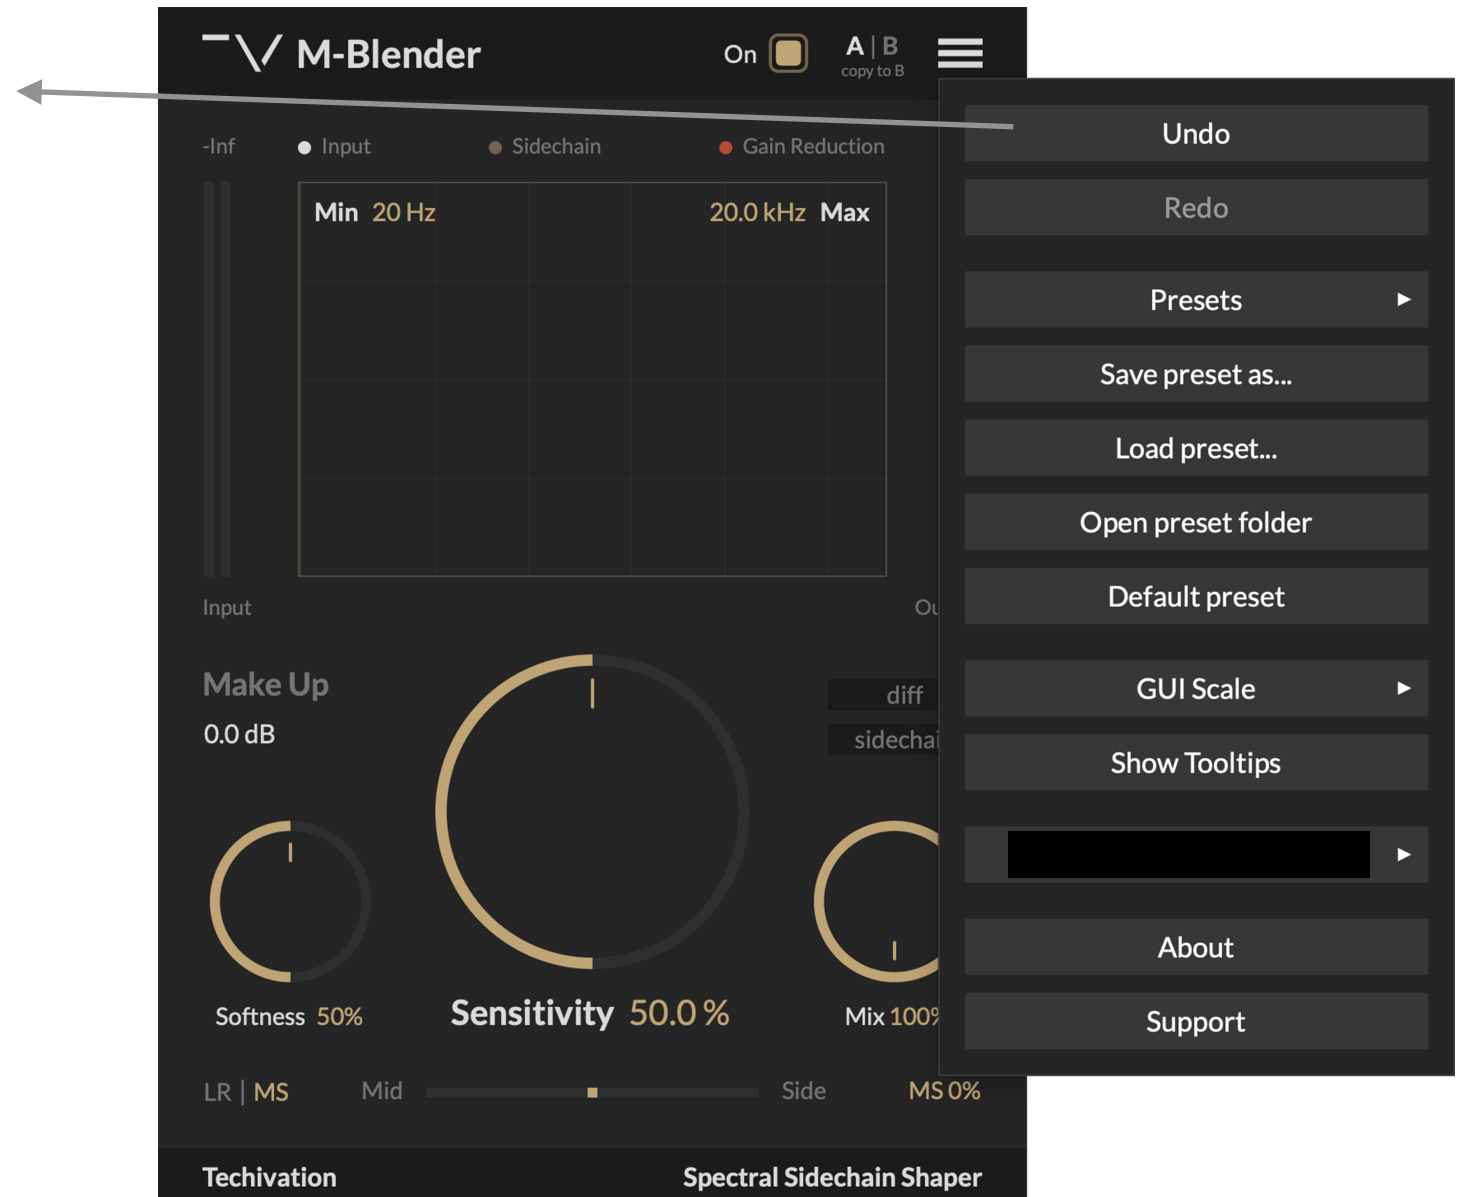 M-Blender
On
A | B
copy to B
-Inf
Input
Sidechain
Gain Reduction
Min 20 Hz
20.0 kHz Max
Input
Make Up
0.0 dB
diff
Softness 50%
Sensitivity 50.0 %
Mix
LR | MS
Mid
Side
MS 0%
Techivation
Spectral Sidechain Shaper
Undo
Redo
Presets
Save preset as...
Load preset...
Open preset folder
Default preset
GUI Scale
Show Tooltips
About
Support